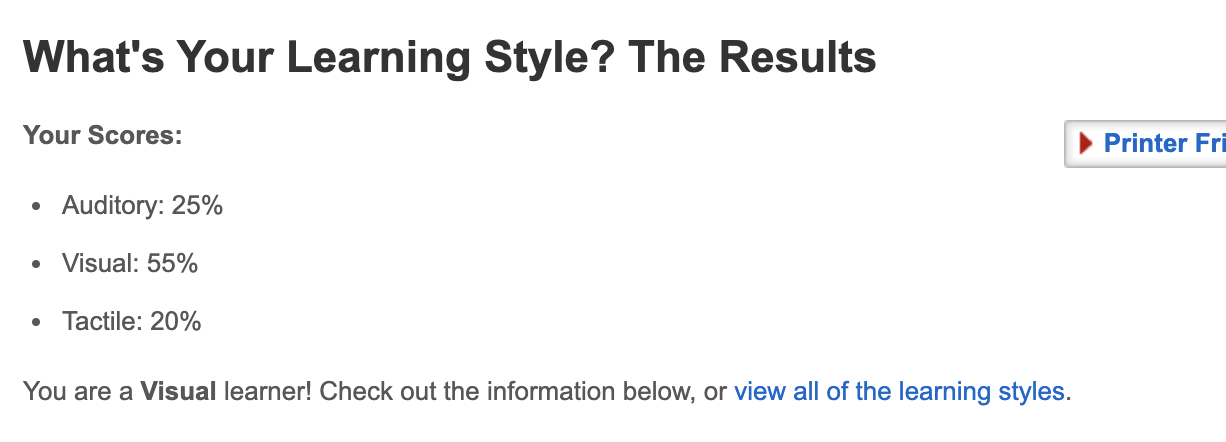 What's Your Learning Style? The Results
Your Scores:
Printer Fri
Auditory: 25%
Visual: 55%
Tactile: 20%
You are a Visual learner! Check out the information below, or view all of the learning styles.